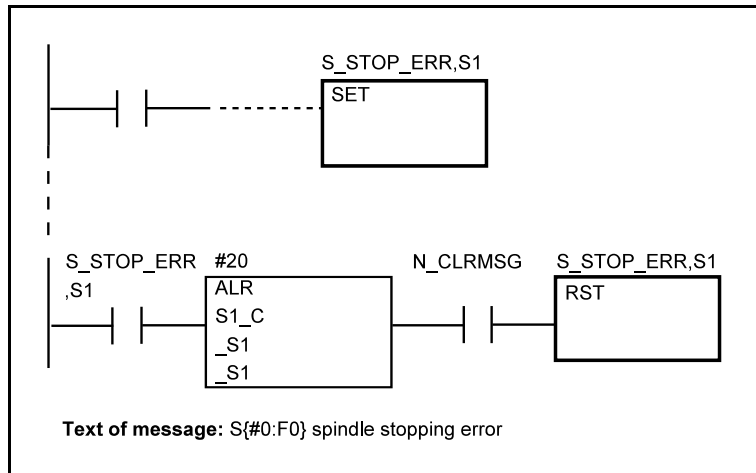 S_STOP_ERR,S1
SET
S_STOP_ERR
,S1
#20
ALR
S1_C
_S1
_S1
N_CLRMSG
S_STOP_ERR,S1
RST
Text of message: S{#0:F0} spindle stopping error